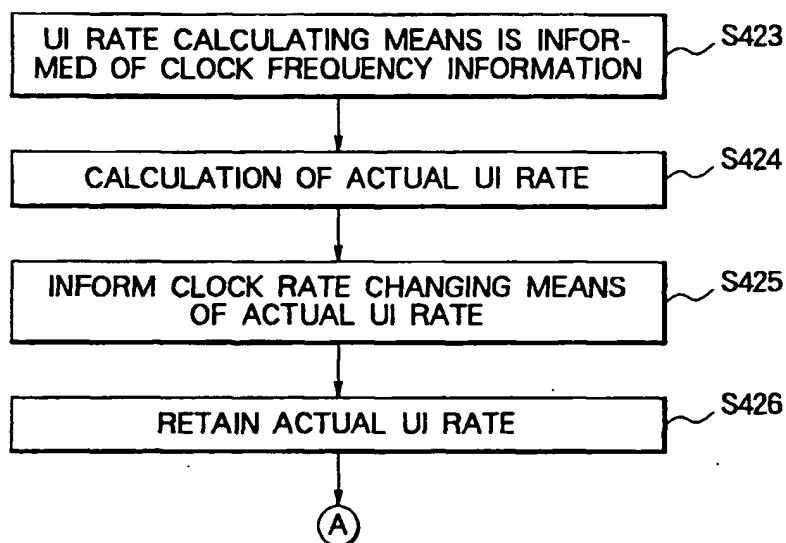 UI RATE CALCULATING MEANS IS INFOR-
MED OF CLOCK FREQUENCY INFORMATION
S423
CALCULATION OF ACTUAL UI RATE
S424
INFORM CLOCK RATE CHANGING MEANS
OF ACTUAL UI RATE
S425
RETAIN ACTUAL UI RATE
S426
A